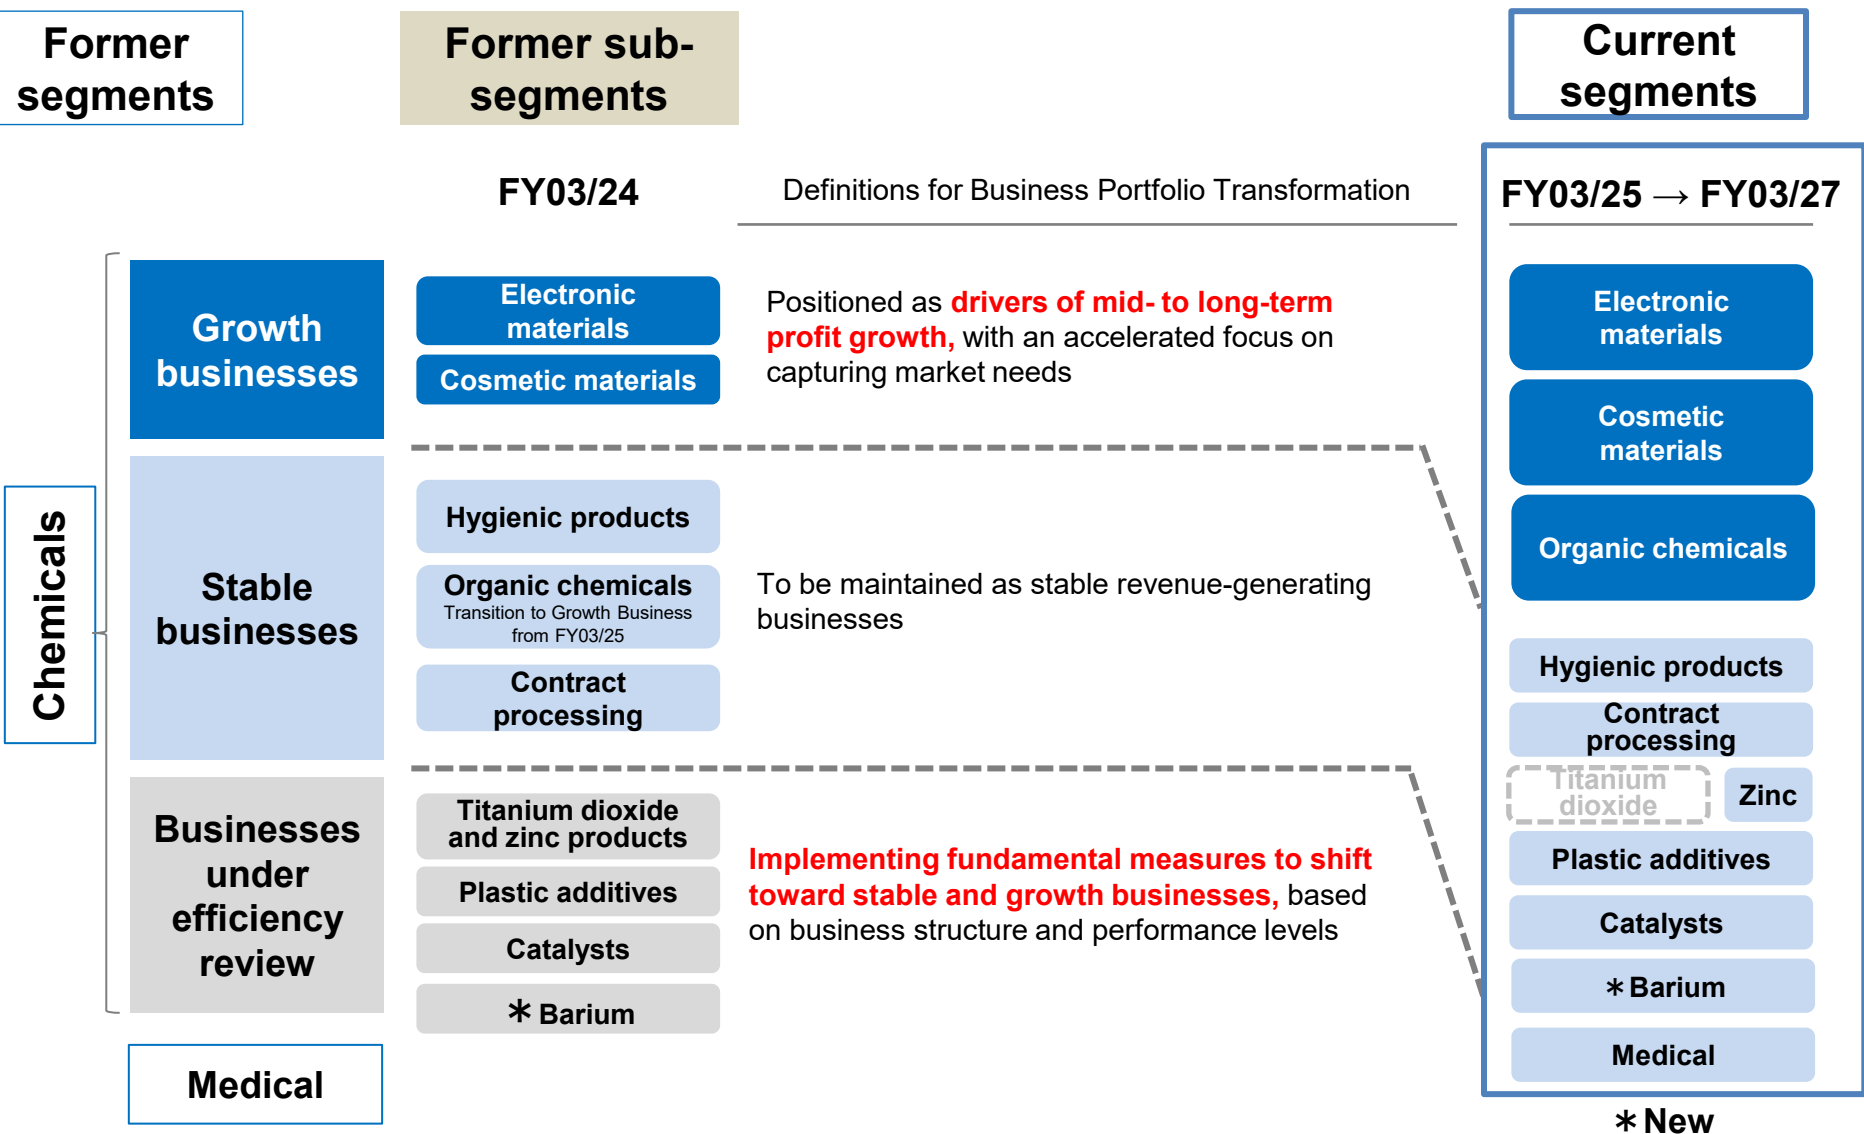 Former
segments
Former sub-
segments
Current
segments
FY03/24
Definitions for Business Portfolio Transformation
FY03/25 → FY03/27
Chemicals
Growth
businesses
Electronic
materials
Cosmetic materials
Positioned as drivers of mid- to long-term
profit growth, with an accelerated focus on
capturing market needs
Stable
businesses
Hygienic products
Organic chemicals
Transition to Growth Business
from FY03/25
Contract
processing
To be maintained as stable revenue-generating
businesses
Businesses
under
efficiency
review
Titanium dioxide
and zinc products
Plastic additives
Catalysts
＊Barium
Implementing fundamental measures to shift
toward stable and growth businesses, based
on business structure and performance levels
Medical
Electronic
materials
Cosmetic
materials
Organic chemicals
Hygienic products
Contract
processing
Titanium
dioxide
Zinc
Plastic additives
Catalysts
＊Barium
Medical
＊New